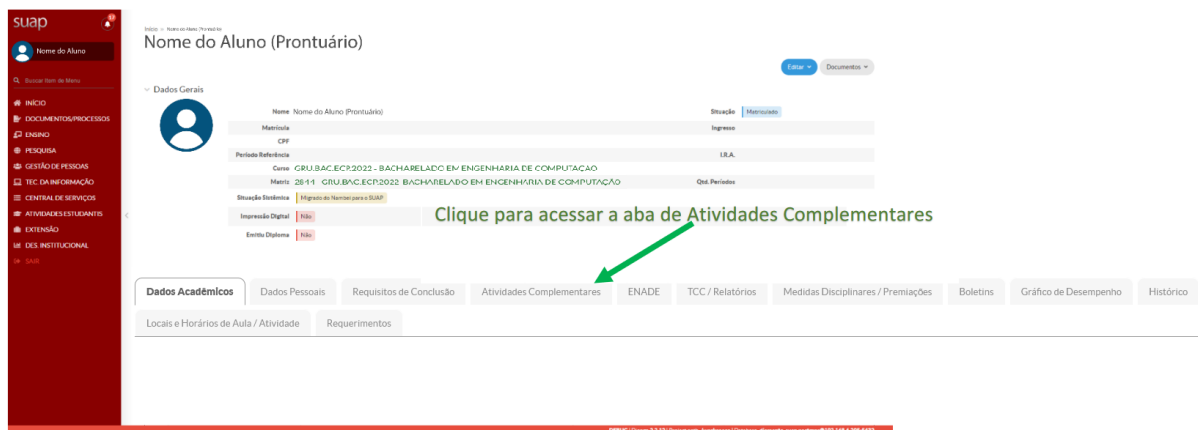 suap
Nome do Aluno
Buscar Item de Menu
INÍCIO
DOCUMENTOS/PROCESSOS
ENSINO
PESQUISA
GESTÃO DE PESSOAS
TEC. DA INFORMAÇÃO
CENTRAL DE SERVIÇOS
ATIVIDADES ESTUDANTIS
EXTENSÃO
DES. INSTITUCIONAL
SAIR
Início » Nome do Aluno (Prontuário)
Nome do Aluno (Prontuário)
Editar Documentos
Dados Gerais
Nome Nome do Aluno (Prontuário) Situação Matriculado
Matrícula Ingresso
CPF
Período Referência I.R.A.
Curso GRU.BAC.ECP.2022 - BACHARELADO EM ENGENHARIA DE COMPUTAÇÃO
Matriz 2844 - GRU.BAC.ECP.2022-BACHARELADO EM ENGENHARIA DE COMPUTAÇÃO Qtd. Períodos
Situação Sistêmica Migrado do Nambei para o SUAP
Impressão Digital Não
Emitiu Diploma Não
Clique para acessar a aba de Atividades Complementares
Dados Acadêmicos Dados Pessoais Requisitos de Conclusão Atividades Complementares ENADE TCC / Relatórios Medidas Disciplinares / Premiações Boletins Gráfico de Desempenho Histórico
Locais e Horários de Aula / Atividade Requerimentos